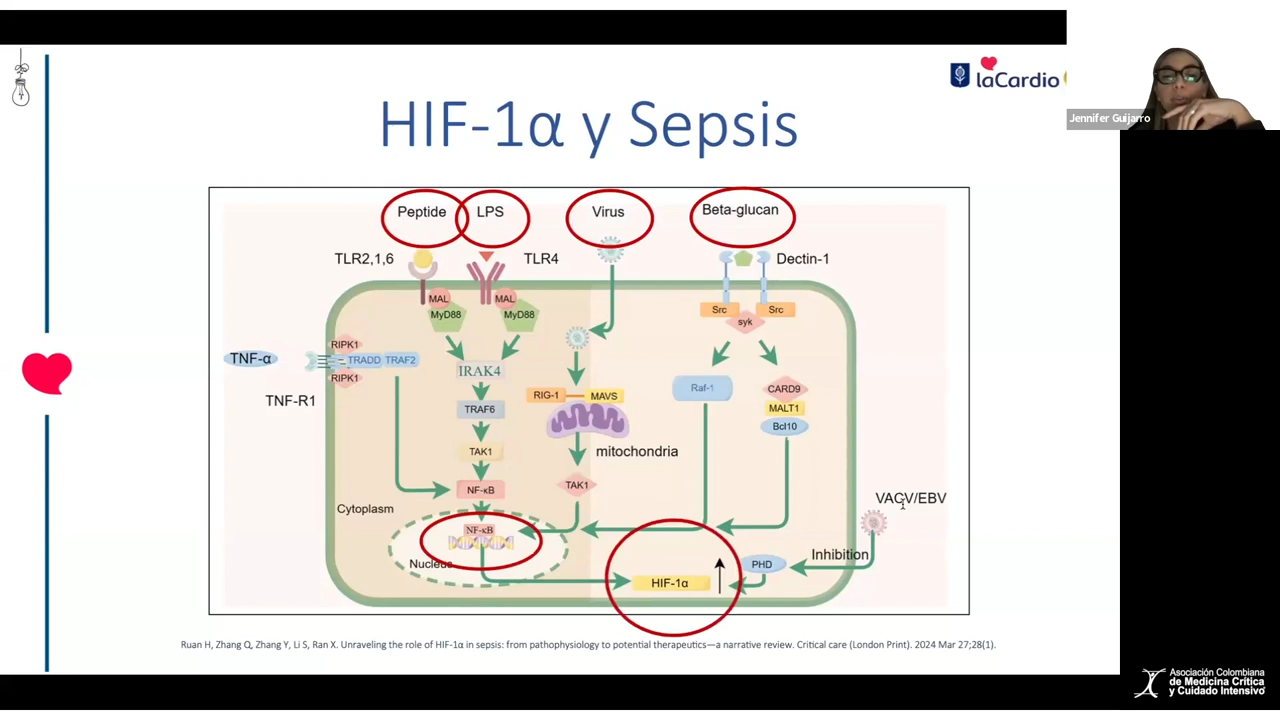 laCardio
Jennifer Guijarro
HIF-1α y Sepsis
Peptide
LPS
Virus
Beta-glucan
TLR2,1,6
TLR4
Dectin-1
MAL
MAL
MyD88
MyD88
Src
Src
syk
TNF-α
RIPK1
TRADD
TRAF2
RIPK1
TNF-R1
IRAK4
TRAF6
TAK1
NF-κB
RIG-1
MAVS
mitochondria
TAK1
Raf-1
CARD9
MALT1
Bcl10
Cytoplasm
NF-κB
Nucleus
HIF-1α
PHD
Inhibition
VACV/EBV
Ruan H, Zhang Q, Zhang Y, Li S, Ran X. Unraveling the role of HIF-1α in sepsis: from pathophysiology to potential therapeutics—a narrative review. Critical care (London Print). 2024 Mar 27;28(1).
Asociación Colombiana
de Medicina Crítica
y Cuidado Intensivo